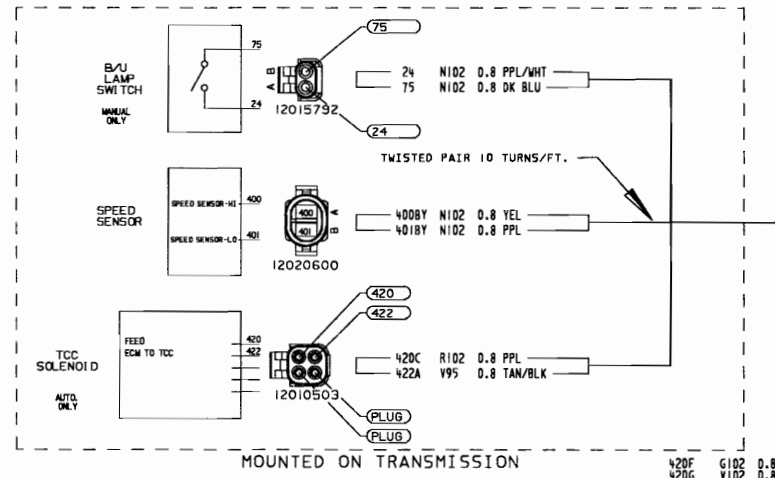 B/U
LAMP
SWITCH
MANUAL
ONLY
75
24
B
A
12015792
75
24
24 N102 0.8 PPL/WHT
75 N102 0.8 DK BLU
TWISTED PAIR 10 TURNS/FT.
SPEED
SENSOR
SPEED SENSOR-HI
400
SPEED SENSOR-LO
401
400
401
A
B
12020600
400BY N102 0.8 YEL
401BY N102 0.8 PPL
TCC
SOLENOID
AUTO.
ONLY
FEED
ECM TO TCC
420
422
12010503
420
422
PLUG
PLUG
420C R102 0.8 PPL
422A V95 0.8 TAN/BLK
MOUNTED ON TRANSMISSION
420F G102 0.8
420G V102 0.8